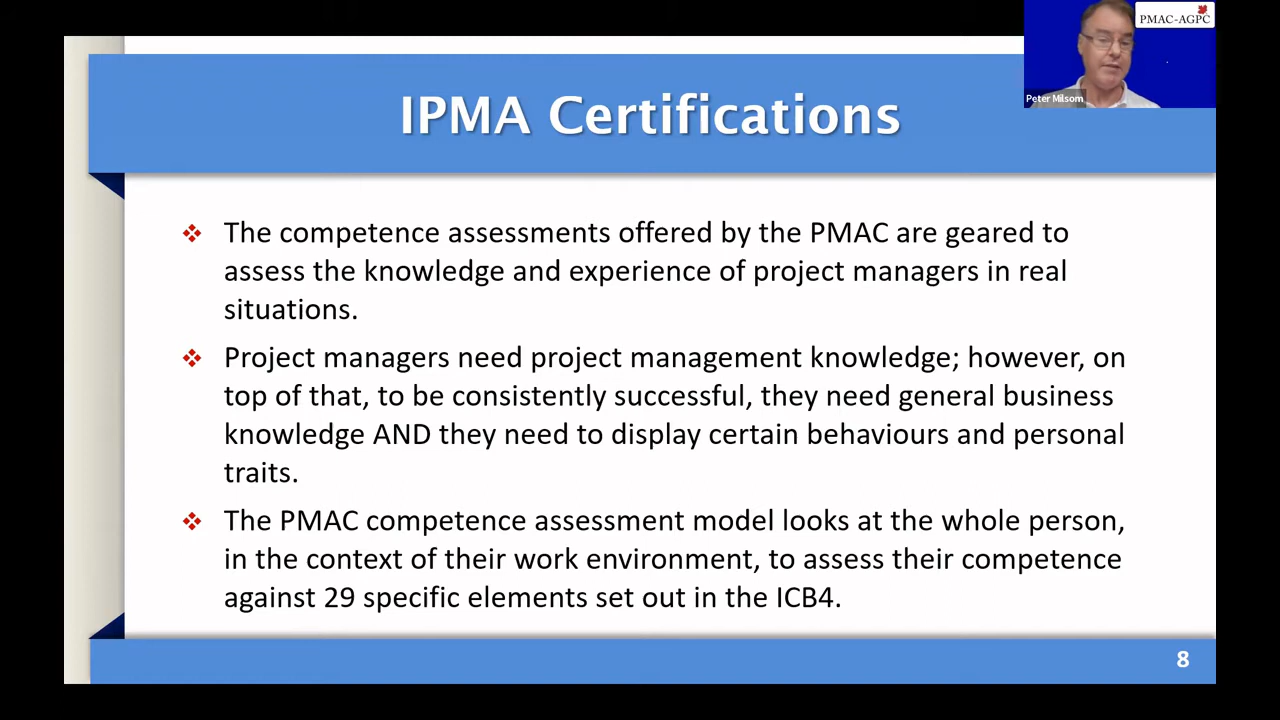 PMAC-AGPC
Peter Milsom
IPMA Certifications
The competence assessments offered by the PMAC are geared to
assess the knowledge and experience of project managers in real
situations.
Project managers need project management knowledge; however, on
top of that, to be consistently successful, they need general business
knowledge AND they need to display certain behaviours and personal
traits.
The PMAC competence assessment model looks at the whole person,
in the context of their work environment, to assess their competence
against 29 specific elements set out in the ICB4.
8